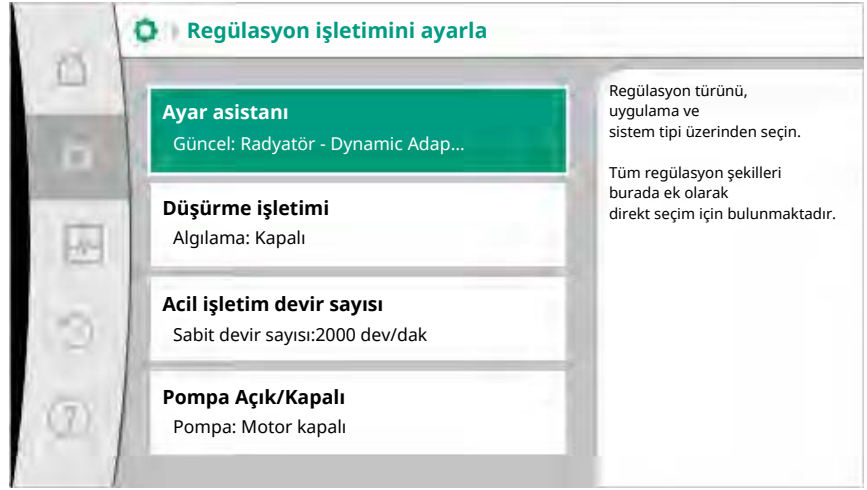 Regülasyon işletimini ayarla
Ayar asistanı
Güncel: Radyatör - Dynamic Adap...
Düşürme işletimi
Algılama: Kapalı
Acil işletim devir sayısı
Sabit devir sayısı:2000 dev/dak
Pompa Açık/Kapalı
Pompa: Motor kapalı
Regülasyon türünü,
uygulama ve
sistem tipi üzerinden seçin.
Tüm regülasyon şekilleri
burada ek olarak
direkt seçim için bulunmaktadır.